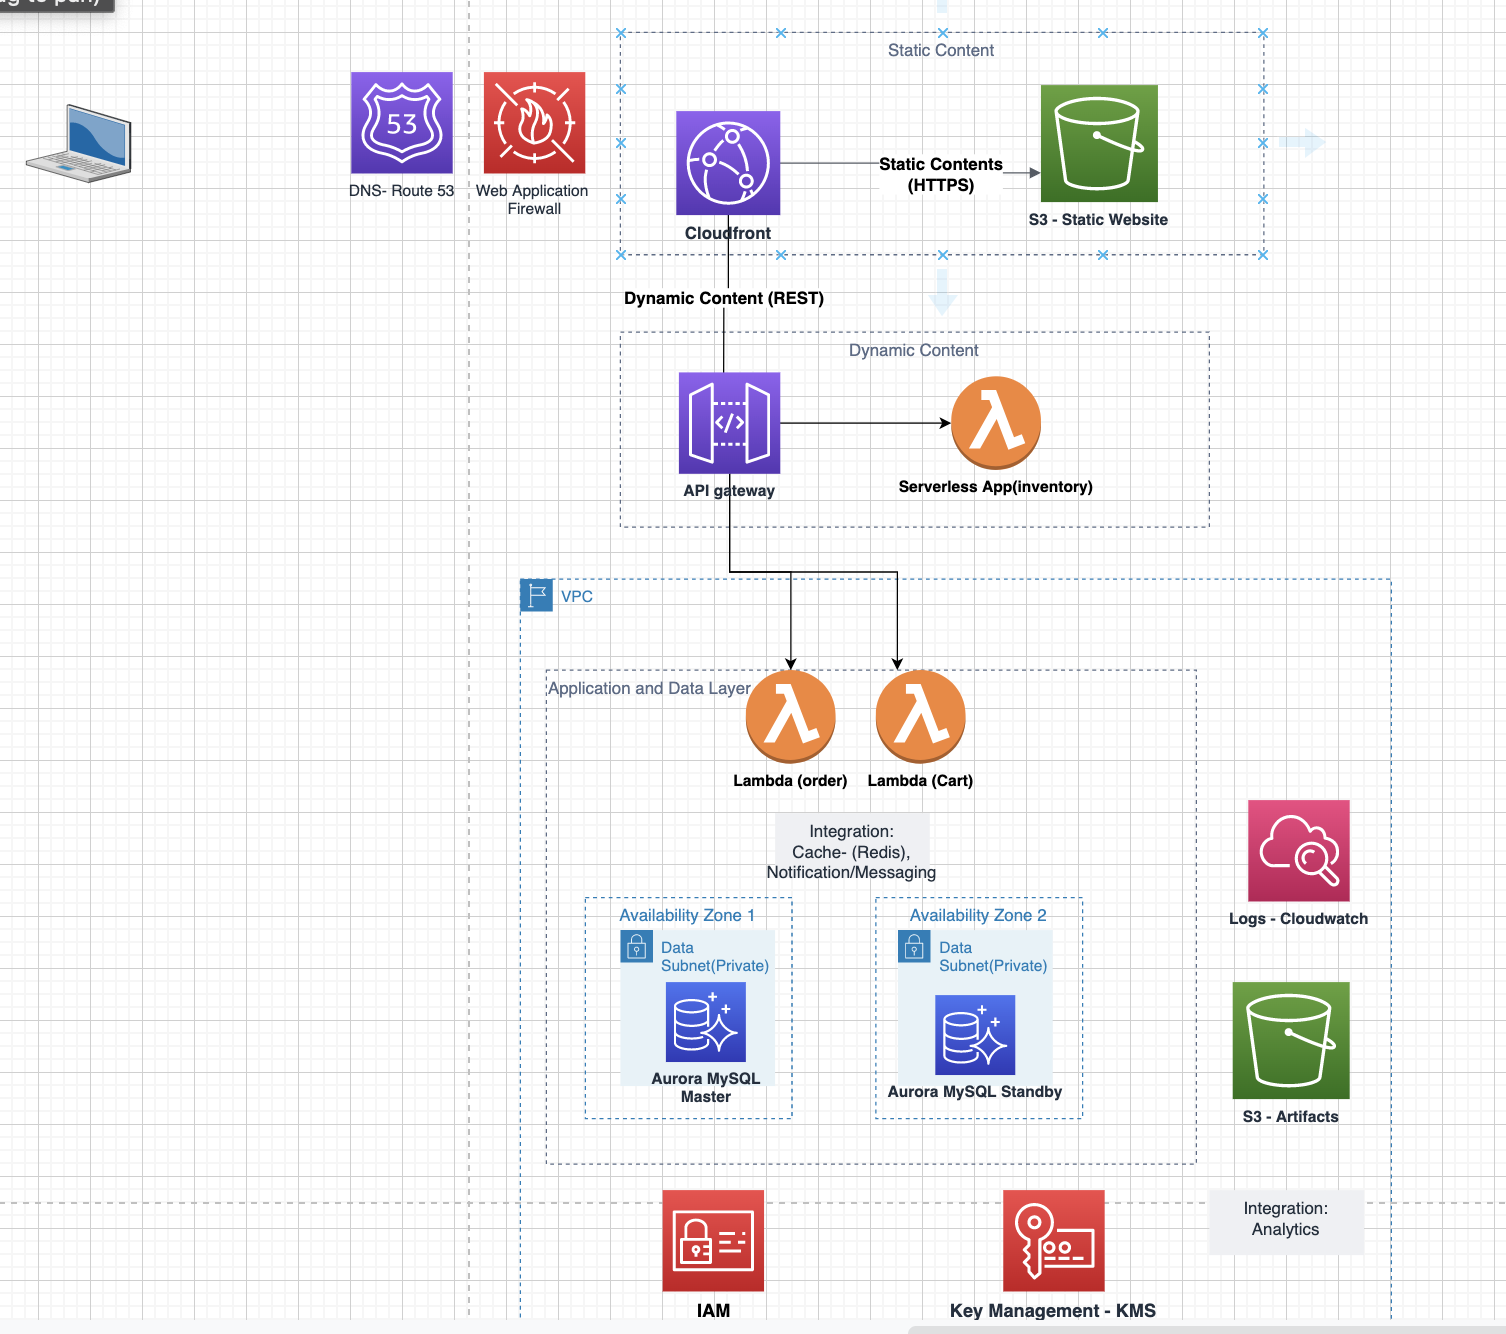 to pan)
Static Content
53
DNS- Route 53
Web Application
Firewall
Cloudfront
Static Contents
(HTTPS)
S3 - Static Website
Dynamic Content (REST)
Dynamic Content
</>
API gateway
Serverless App(inventory)
VPC
Application and Data Layer
Lambda (order)
Lambda (Cart)
Integration:
Cache- (Redis),
Notification/Messaging
Availability Zone 1
Data
Subnet(Private)
Aurora MySQL
Master
Availability Zone 2
Data
Subnet(Private)
Aurora MySQL Standby
Logs - Cloudwatch
S3 - Artifacts
IAM
Key Management - KMS
Integration:
Analytics